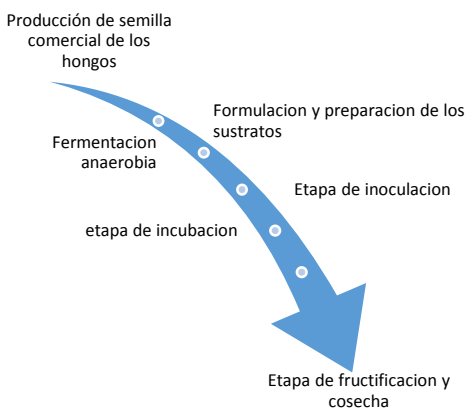 Producción de semilla
comercial de los
hongos
Formulacion y preparacion de los
sustratos
Fermentacion
anaerobia
Etapa de inoculacion
etapa de incubacion
Etapa de fructificacion y
cosecha